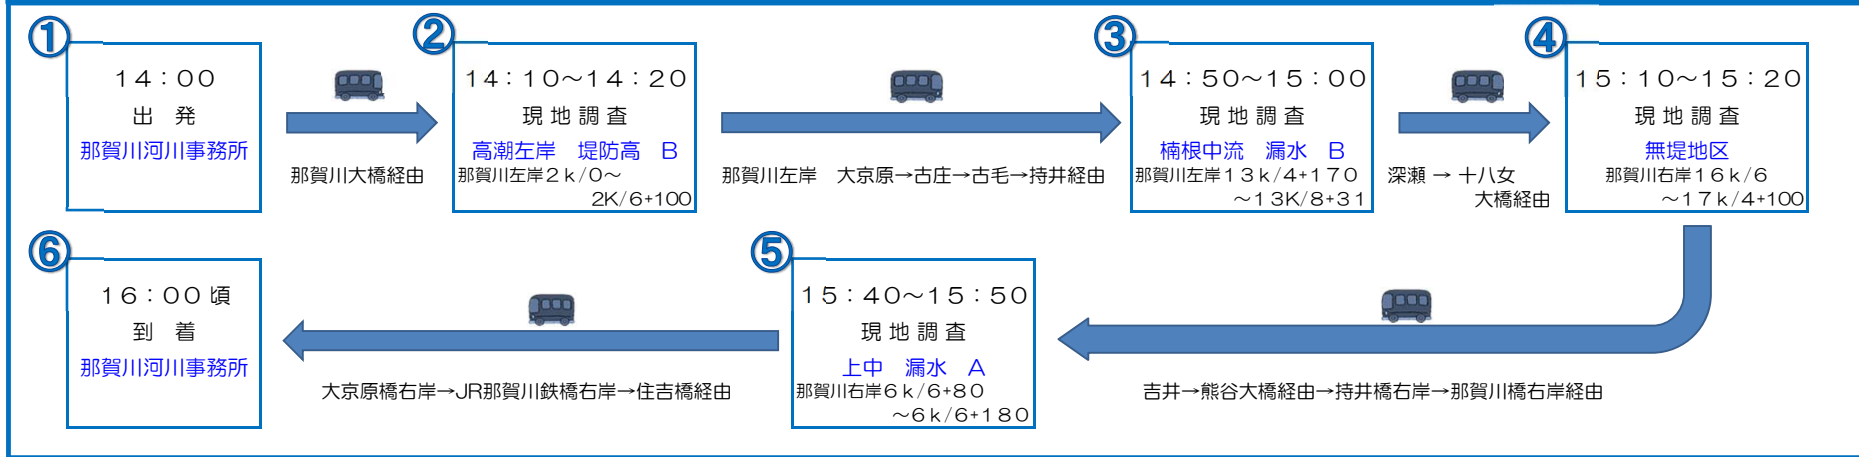 ①
１４：００
出 発
那賀川河川事務所
那賀川大橋経由
②
１４：１０～１４：２０
現 地 調 査
高潮左岸　堤防高　B
那賀川左岸２ｋ/０～
2K/6+100
那賀川左岸　大京原→古庄→古毛→持井経由
③
１４：５０～１５：００
現 地 調 査
楠根中流　漏水　B
那賀川左岸１３ｋ/４+１７０
～１３K/８+３１
深瀬 → 十八女
大橋経由
④
１５：１０～１５：２０
現 地 調 査
無堤地区
那賀川右岸１６ｋ/６
～１７ｋ/４+100
吉井→熊谷大橋経由→持井橋右岸→那賀川橋右岸経由
⑤
１５：４０～１５：５０
現 地 調 査
上中　漏水　A
那賀川右岸６ｋ/６+８０
～６ｋ/６+１８０
大京原橋右岸→JR那賀川鉄橋右岸→住吉橋経由
⑥
１６：００ 頃
到 着
那賀川河川事務所